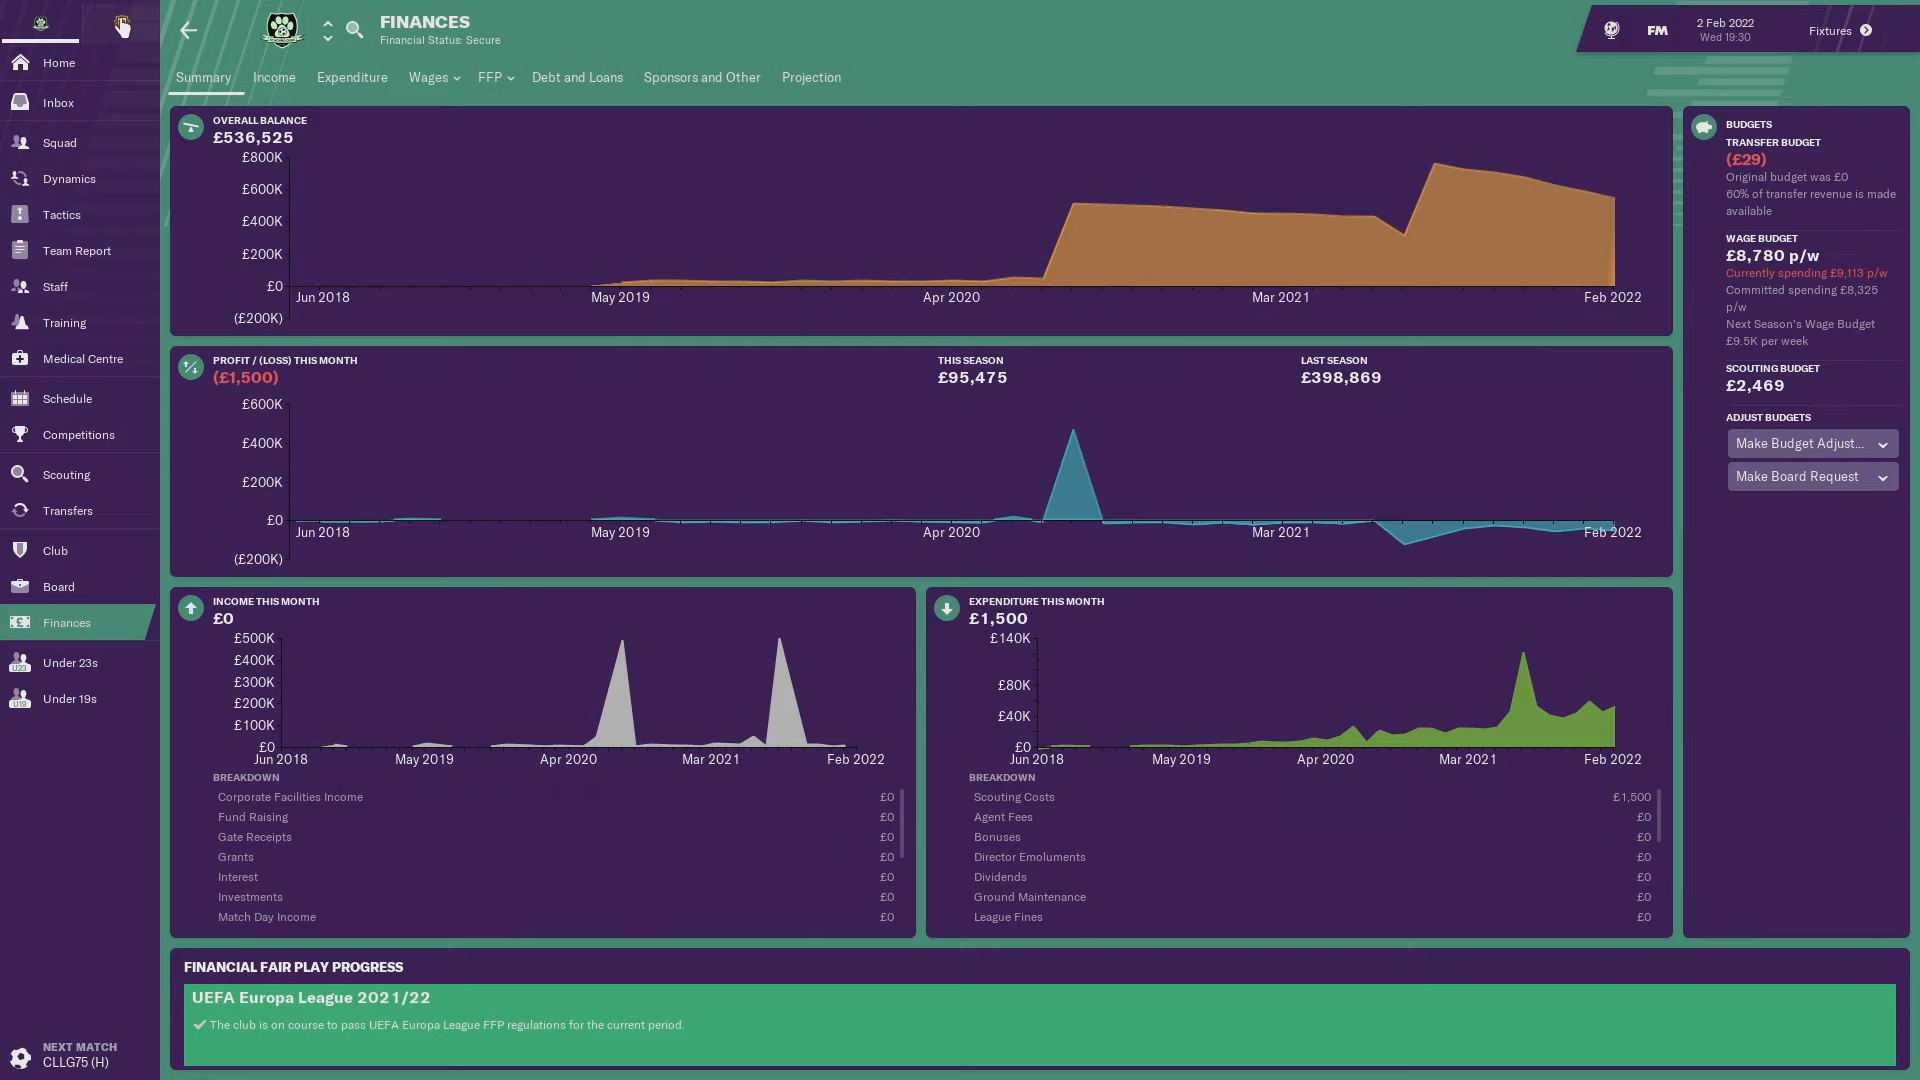 FINANCES
Financial Status: Secure
FM
2 Feb 2022
Wed 19:30
Fixtures
Home
Inbox
Squad
Dynamics
Tactics
Team Report
Staff
Training
Medical Centre
Schedule
Competitions
Scouting
Transfers
Club
Board
Finances
U23
Under 23s
U19
Under 19s
NEXT MATCH
CLLG75 (H)
Summary Income Expenditure Wages FFP Debt and Loans Sponsors and Other Projection
OVERALL BALANCE
£536,525
£800K
£600K
£400K
£200K
£0
(£200K)
Jun 2018 May 2019 Apr 2020 Mar 2021 Feb 2022
PROFIT / (LOSS) THIS MONTH
(£1,500)
THIS SEASON
£95,475
LAST SEASON
£398,869
£600K
£400K
£200K
£0
(£200K)
Jun 2018 May 2019 Apr 2020 Mar 2021 Feb 2022
INCOME THIS MONTH
£0
£500K
£400K
£300K
£200K
£100K
£0
Jun 2018 May 2019 Apr 2020 Mar 2021 Feb 2022
BREAKDOWN
Corporate Facilities Income £0
Fund Raising £0
Gate Receipts £0
Grants £0
Interest £0
Investments £0
Match Day Income £0
EXPENDITURE THIS MONTH
£1,500
£140K
£80K
£40K
£0
Jun 2018 May 2019 Apr 2020 Mar 2021 Feb 2022
BREAKDOWN
Scouting Costs £1,500
Agent Fees £0
Bonuses £0
Director Emoluments £0
Dividends £0
Ground Maintenance £0
League Fines £0
BUDGETS
TRANSFER BUDGET
(£29)
Original budget was £0
60% of transfer revenue is made
available
WAGE BUDGET
£8,780 p/w
Currently spending £9,113 p/w
Committed spending £8,325
p/w
Next Season's Wage Budget
£9.5K per week
SCOUTING BUDGET
£2,469
ADJUST BUDGETS
Make Budget Adjust...
Make Board Request
FINANCIAL FAIR PLAY PROGRESS
UEFA Europa League 2021/22
The club is on course to pass UEFA Europa League FFP regulations for the current period.